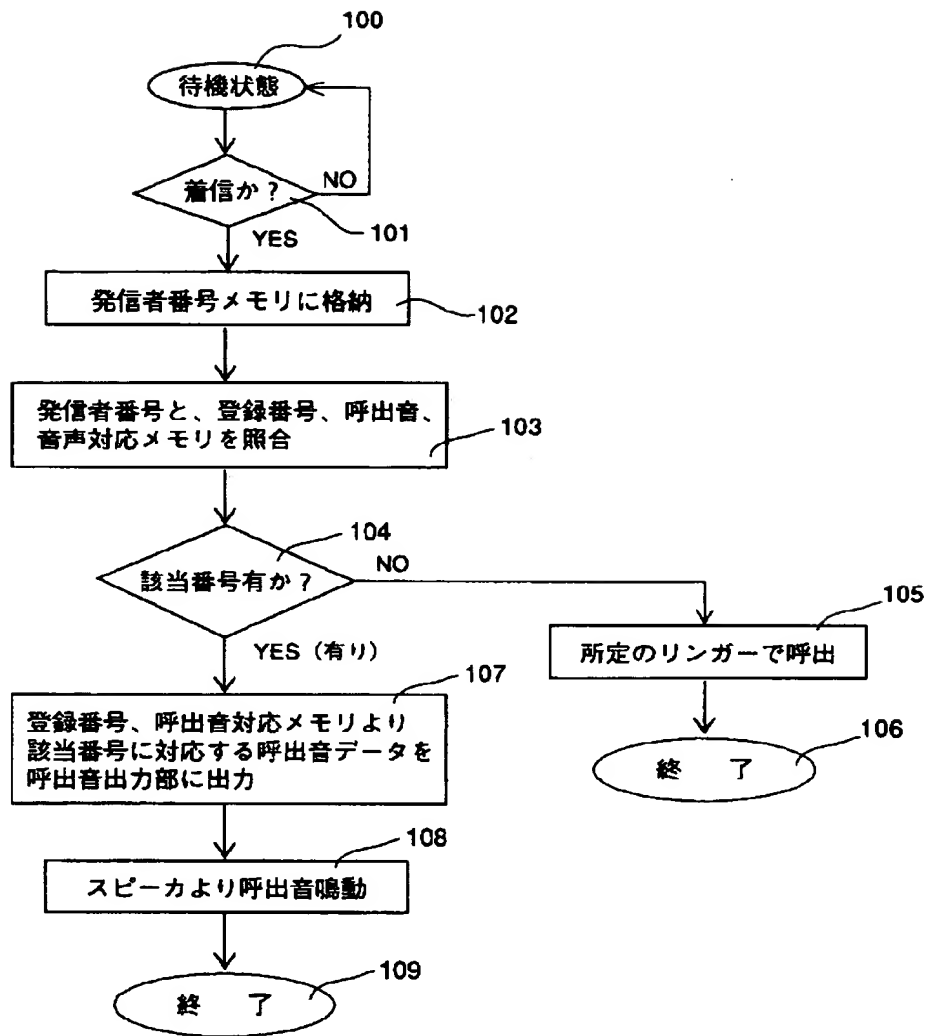 100
待機状態
着信か？
NO
101
YES
発信者番号メモリに格納
102
発信者番号と、登録番号、呼出音、
音声対応メモリを照合
103
104
該当番号有か？
NO
YES（有り）
105
所定のリンガーで呼出
106
終　了
107
登録番号、呼出音対応メモリより
該当番号に対応する呼出音データを
呼出音出力部に出力
108
スピーカより呼出音鳴動
109
終　了